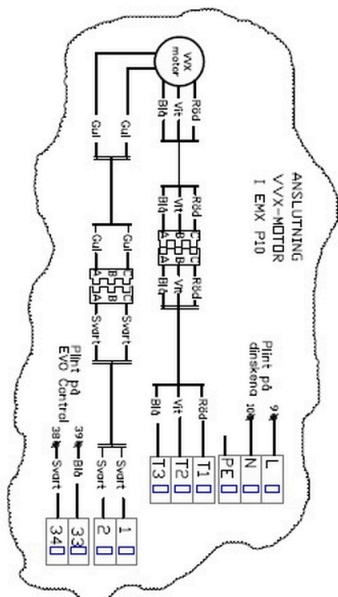 ANSLUTNING
VVX-MOTOR
I EMX P10
VVX
motor
Röd
Vit
Blå
Gul
Gul
Röd
Vit
Blå
C
B
A
C
B
A
Röd
Vit
Blå
Gul
Gul
C
B
A
C
B
A
Svart
Svart
Plint på
dinskena
9
10
L
N
PE
Röd
Vit
Blå
T1
T2
T3
Svart
Svart
1
2
Plint på
EVO Control
39
38
Blå
Svart
33
34